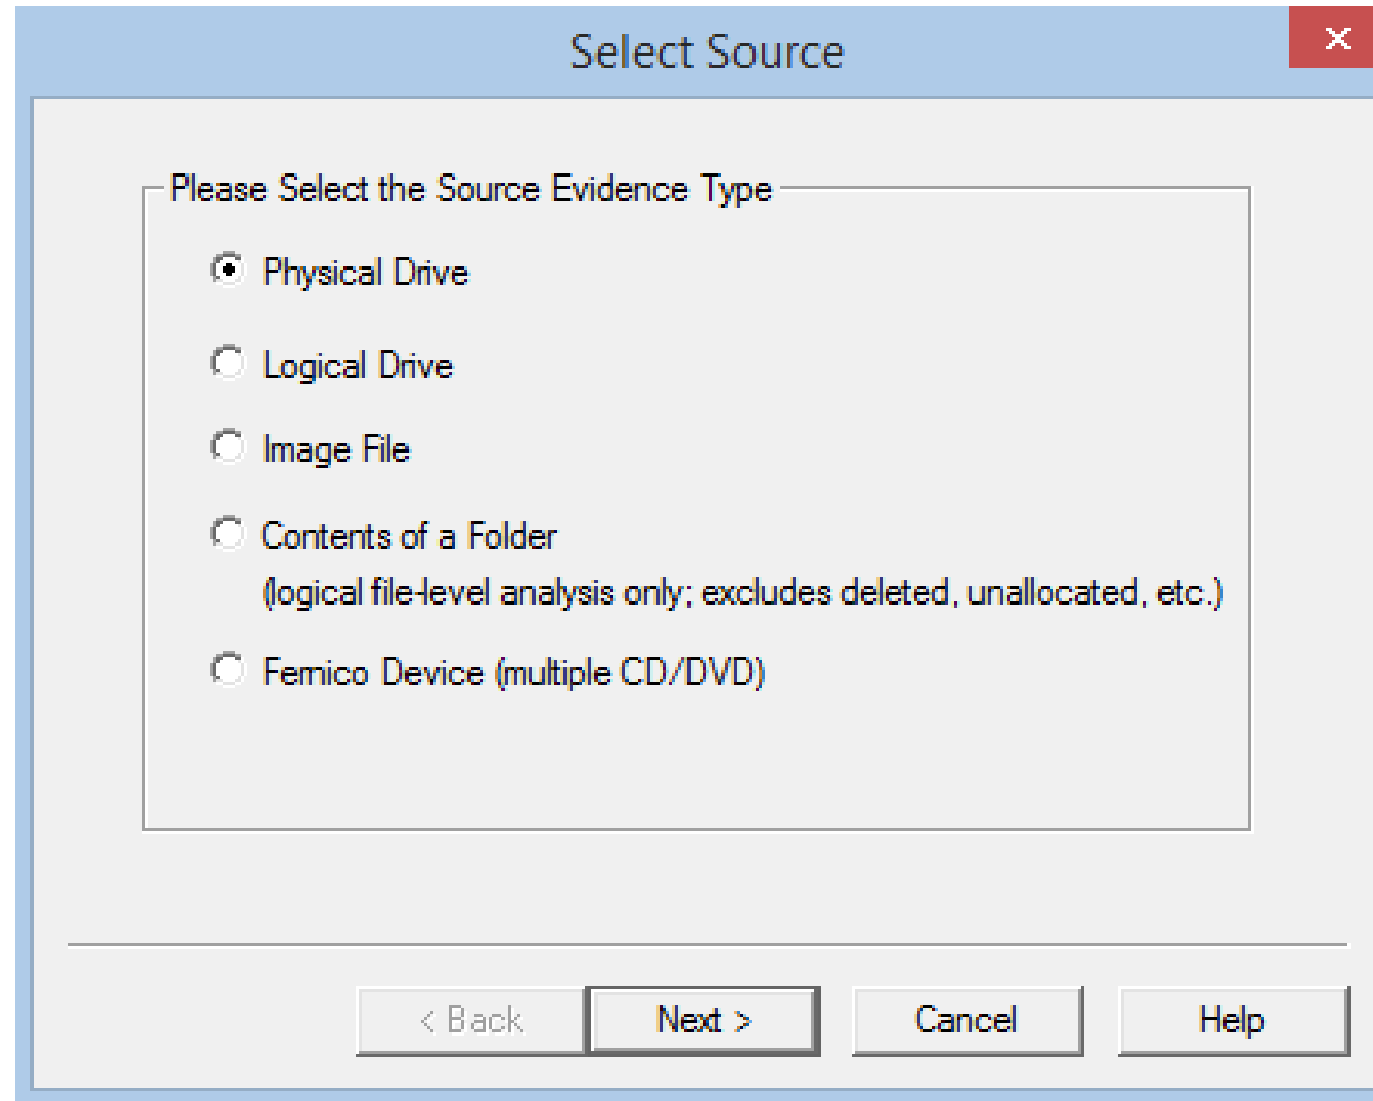 Select Source
Please Select the Source Evidence Type
Physical Drive
Logical Drive
Image File
Contents of a Folder
(logical file-level analysis only; excludes deleted, unallocated, etc.)
Fernico Device (multiple CD/DVD)
< Back
Next >
Cancel
Help